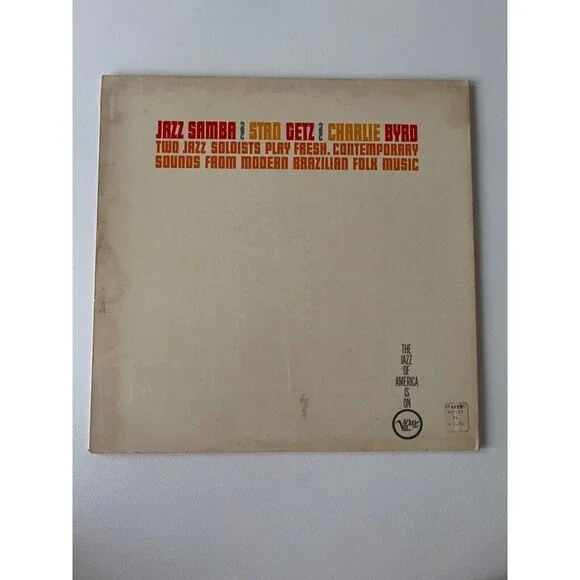 JAZZ SAMBA STAN GETZ CHARLIE BYRD
TWO JAZZ SOLOISTS PLAY FRESH, CONTEMPORARY
SOUNDS FROM MODERN BRAZILIAN FOLK MUSIC
THE
JAZZ
OF
AMERICA
IS
ON
Verve